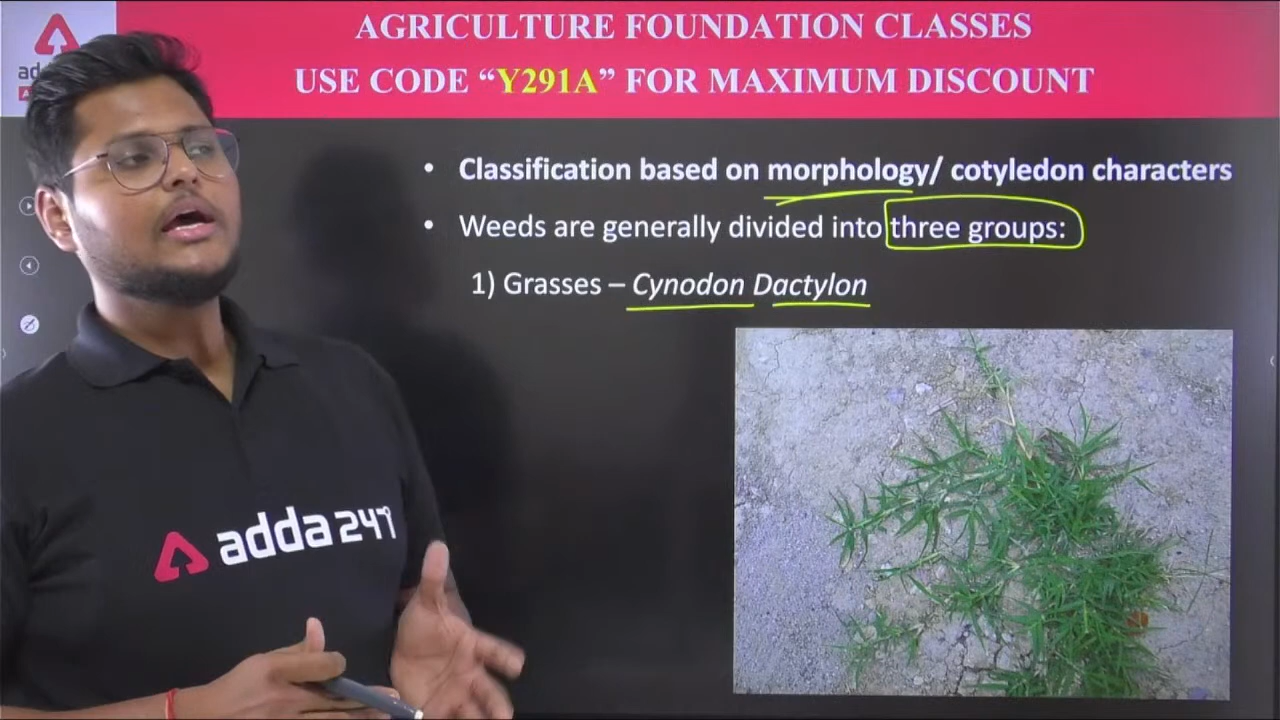 AGRICULTURE FOUNDATION CLASSES
USE CODE “Y291A” FOR MAXIMUM DISCOUNT
• Classification based on morphology/ cotyledon characters
• Weeds are generally divided into three groups:
1) Grasses – Cynodon Dactylon
adda 247